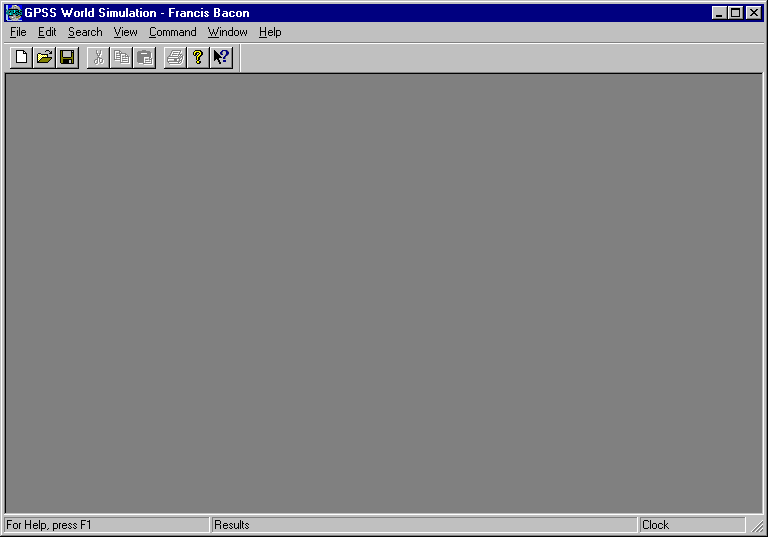 GPSS World Simulation - Francis Bacon
File Edit Search View Command Window Help
For Help, press F1 Results Clock